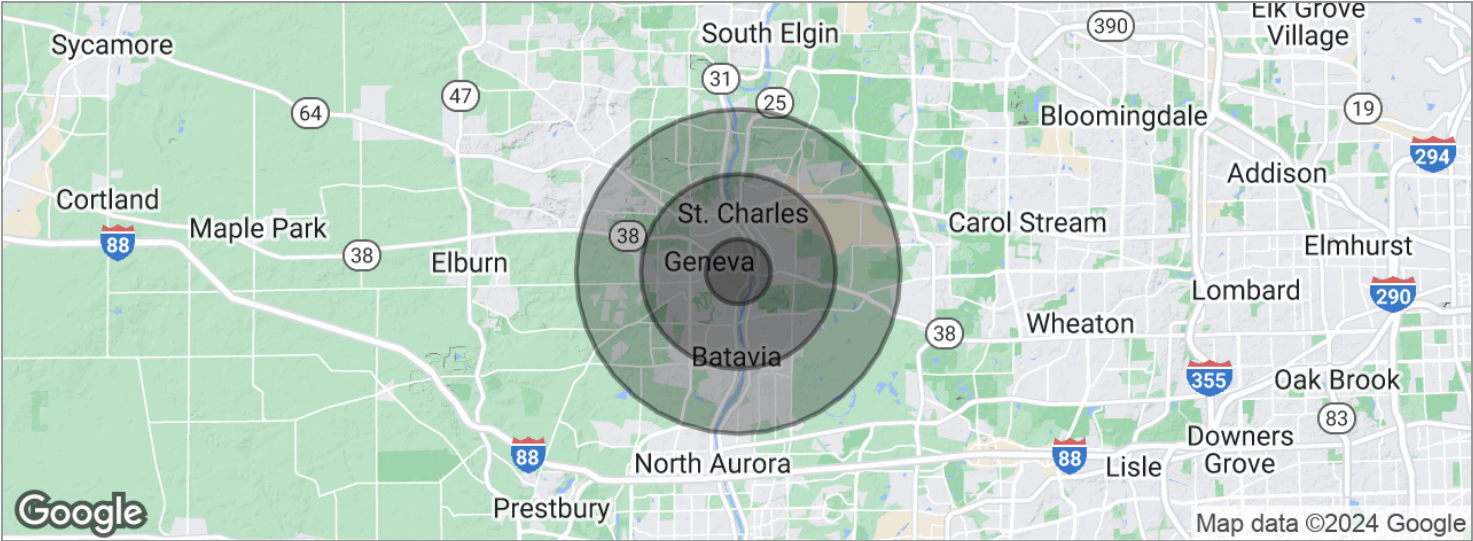 Elk Grove
Village
South Elgin
390
Sycamore
31
47
25
19
64
Bloomingdale
294
Addison
Cortland
St. Charles
Maple Park
Carol Stream
38
88
Elmhurst
38
Elburn
Geneva
Lombard
290
Wheaton
38
Batavia
355
Oak Brook
83
Downers
Grove
88
88
North Aurora
Lisle
Prestbury
Google
Map data ©2024 Google